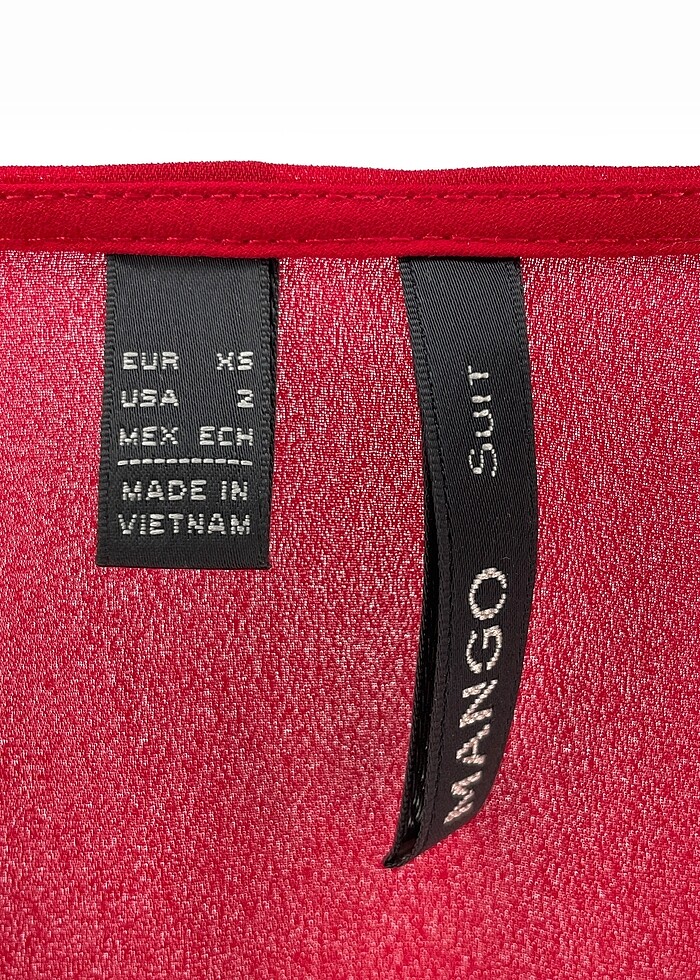 EUR XS
USA 2
MEX ECH
MADE IN
VIETNAM
MANGO Suit